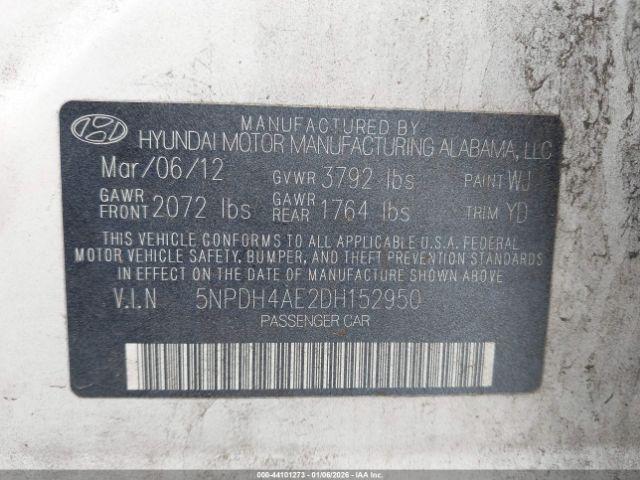 MANUFACTURED BY
HYUNDAI MOTOR MANUFACTURING ALABAMA, LLC
Mar/06/12 GVWR 3792 lbs PAINT WJ
GAWR FRONT 2072 lbs GAWR REAR 1764 lbs TRIM YD
THIS VEHICLE CONFORMS TO ALL APPLICABLE U.S.A. FEDERAL
MOTOR VEHICLE SAFETY, BUMPER, AND THEFT PREVENTION STANDARDS
IN EFFECT ON THE DATE OF MANUFACTURE SHOWN ABOVE
V.I.N 5NPDH4AE2DH152950
PASSENGER CAR
000-44101273 - 01/06/2026 - IAA Inc.